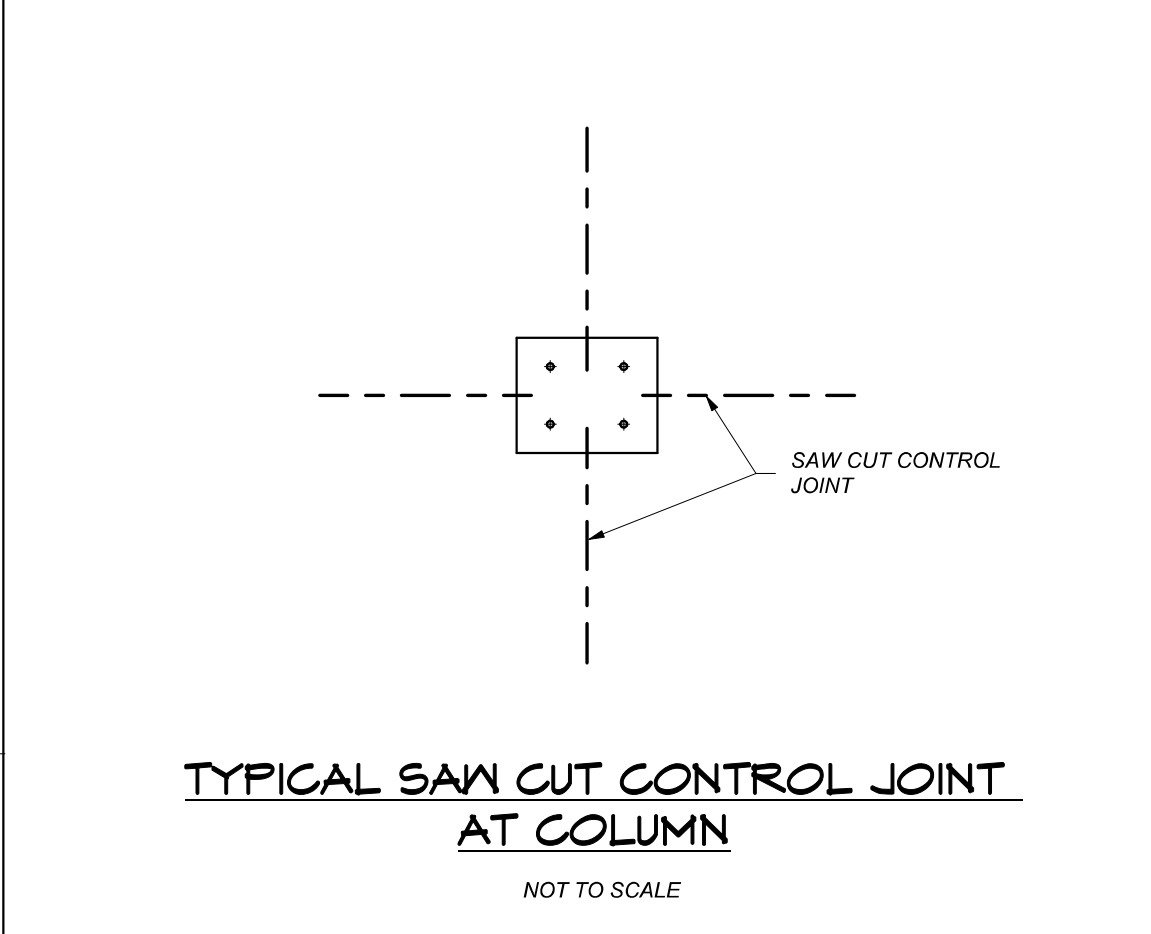 SAW CUT CONTROL
JOINT
TYPICAL SAW CUT CONTROL JOINT
AT COLUMN
NOT TO SCALE